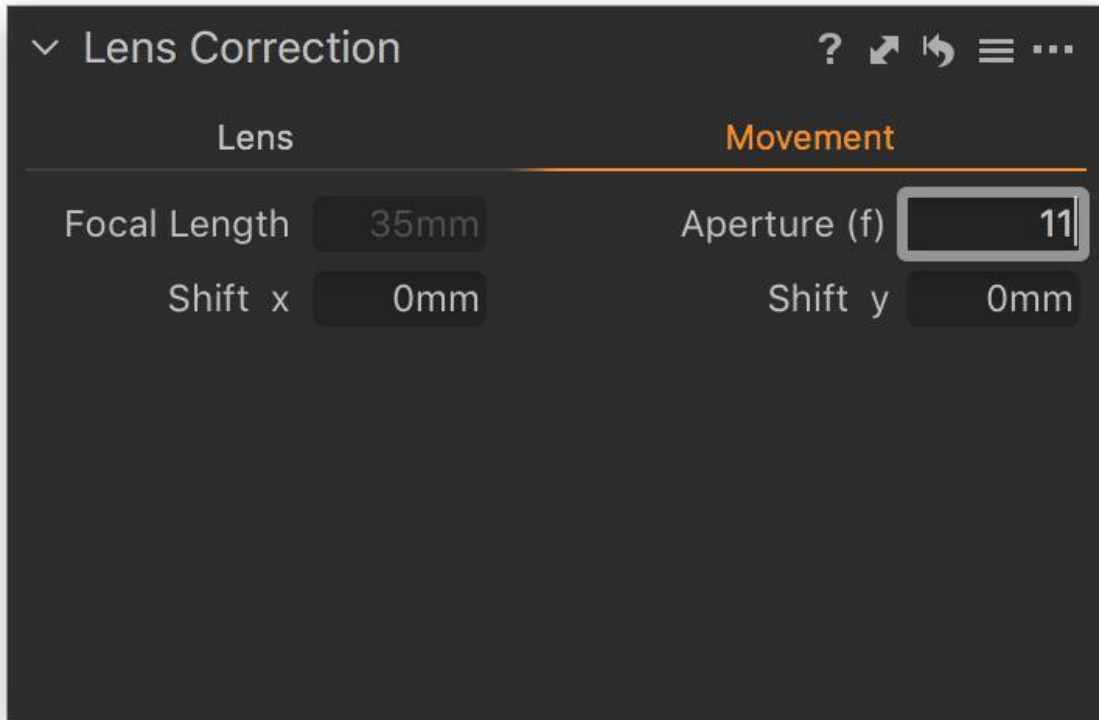 Lens Correction ?
Lens Movement
Focal Length 35mm Aperture (f) 11
Shift x 0mm Shift y 0mm